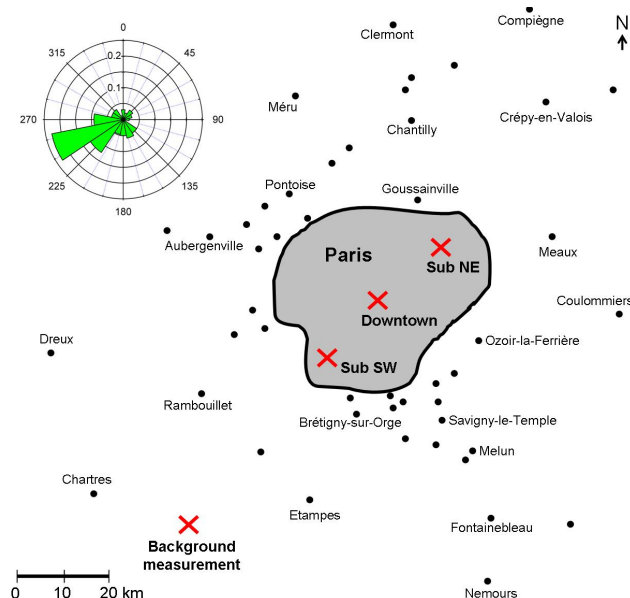 Compiègne
N
0
Clermont
315
45
0.2
0.1
Méru
270
90
Crépy-en-Valois
Chantilly
225
135
Pontoise
180
Goussainville
Aubergenville
Paris
Meaux
Sub NE
Coulommiers
Downtown
Dreux
Ozoir-la-Ferrière
Sub SW
Rambouillet
Brétigny-sur-Orge
Savigny-le-Temple
Melun
Chartres
Etampes
Fontainebleau
Background
measurement
0 10 20 km
Nemours